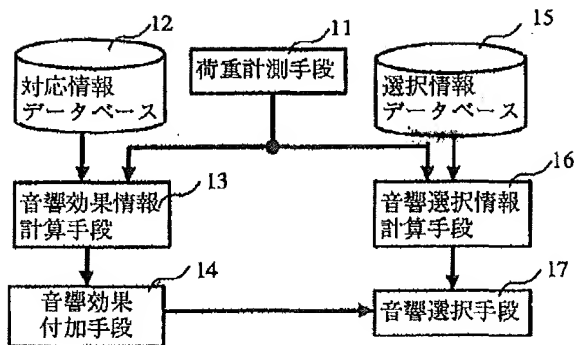 12
11
15
対応情報
データベース
荷重計測手段
選択情報
データベース
13
音響効果情報
計算手段
16
音響選択情報
計算手段
14
音響効果
付加手段
17
音響選択手段